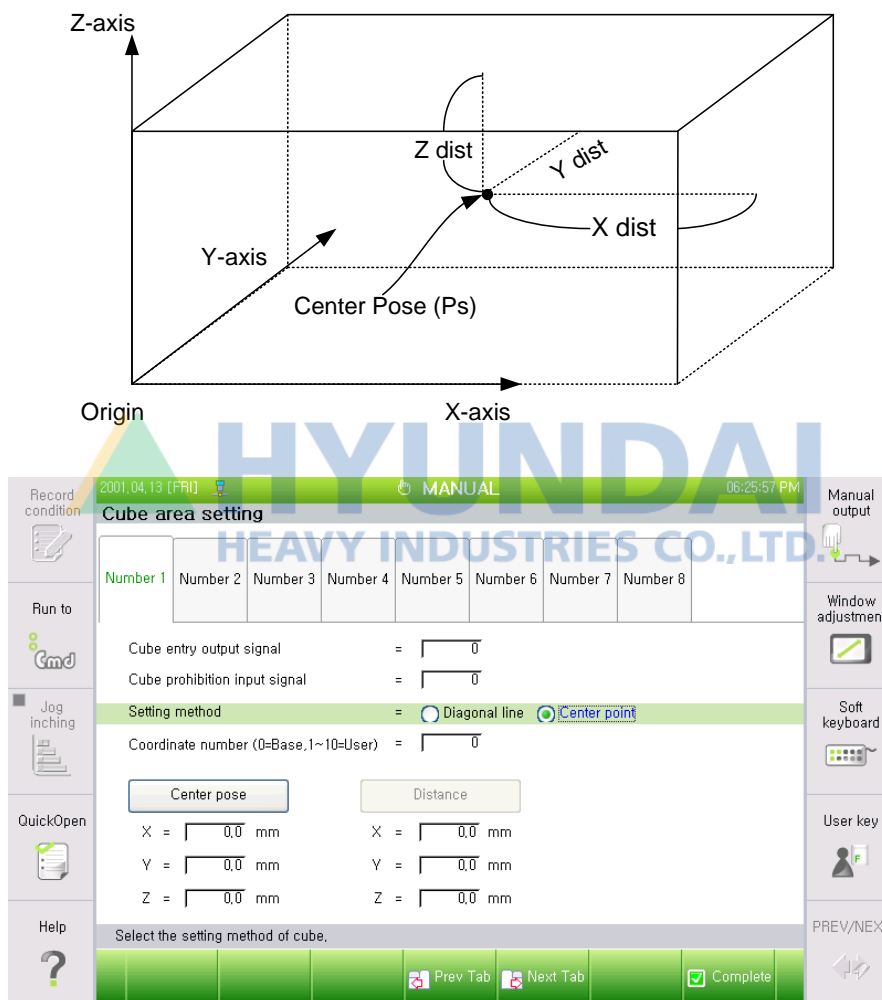 Z-axis
Z dist
Y dist
X dist
Y-axis
Center Pose (Ps)
Origin
X-axis
HYUNDAI
HEAVY INDUSTRIES CO.,LTD.
Record
condition
2001,04,13 [FRI]
MANUAL
06:25:57 PM
Manual
output
Cube area setting
Number 1 Number 2 Number 3 Number 4 Number 5 Number 6 Number 7 Number 8
Run to
Cmd
Window
adjustmen
Cube entry output signal = 0
Cube prohibition input signal = 0
Jog
inching
Setting method = Diagonal line Center point
Soft
keyboard
Coordinate number (0=Base,1~10=User) = 0
Center pose Distance
QuickOpen
X = 0,0 mm X = 0,0 mm
User key
F
Y = 0,0 mm Y = 0,0 mm
Z = 0,0 mm Z = 0,0 mm
Help
?
Select the setting method of cube,
PREV/NEX
Prev Tab Next Tab Complete